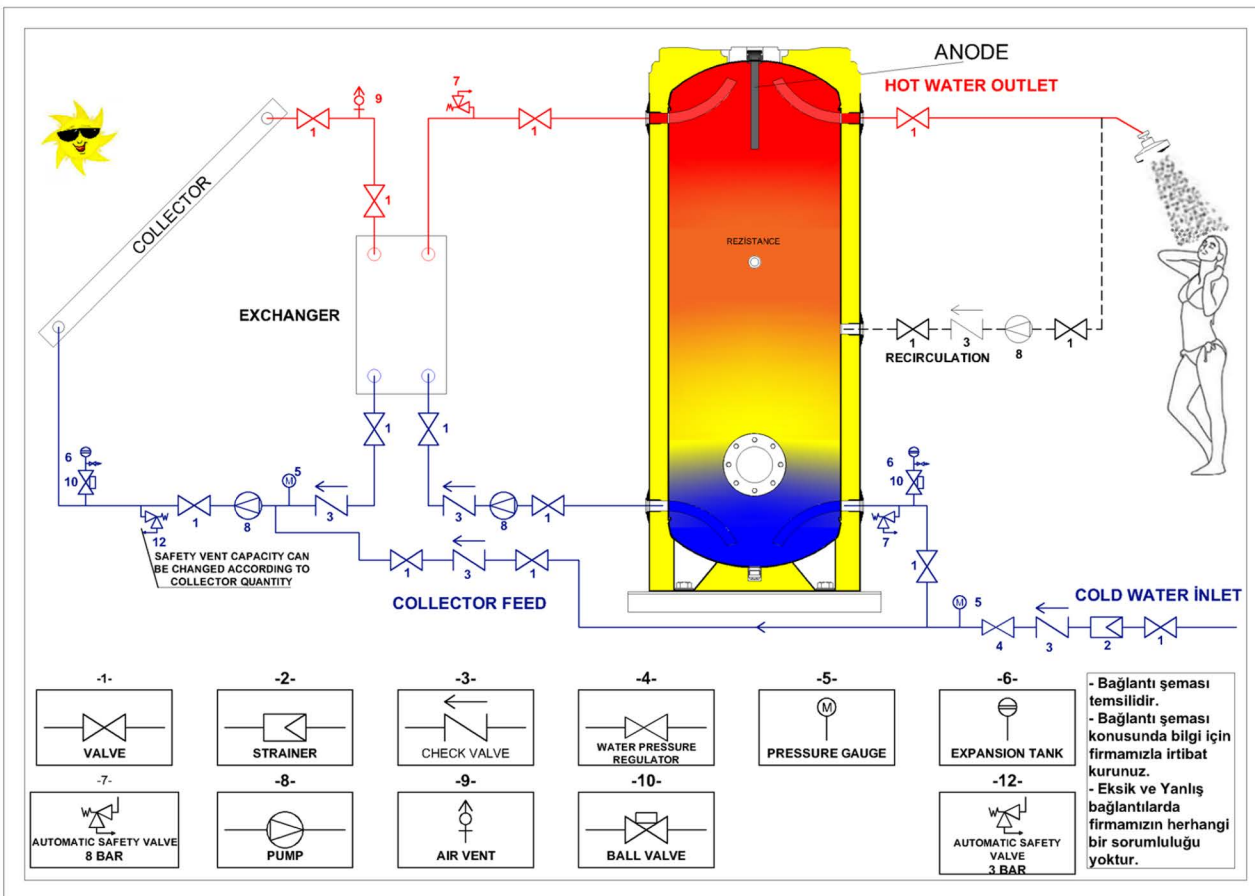 ANODE
HOT WATER OUTLET
7
9
1
1
1
1
COLLECTOR
REZİSTANCE
EXCHANGER
1
3
8
1
RECIRCULATION
1
1
6
10
5
6
10
1
8
3
3
8
1
7
12
SAFETY VENT CAPACITY CAN
BE CHANGED ACCORDING TO
COLLECTOR QUANTITY
1
3
1
1
COLLECTOR FEED
COLD WATER İNLET
M
M
5
4
3
2
1
-1-
VALVE
-2-
STRAINER
-3-
CHECK VALVE
-4-
WATER PRESSURE
REGULATOR
-5-
M
PRESSURE GAUGE
-6-
EXPANSION TANK
-7-
AUTOMATIC SAFETY VALVE
8 BAR
-8-
PUMP
-9-
AIR VENT
-10-
BALL VALVE
-12-
AUTOMATIC SAFETY
VALVE
3 BAR
- Bağlantı şeması
temsilidir.
- Bağlantı şeması
konusunda bilgi için
firmamızla irtibat
kurunuz.
- Eksik ve Yanlış
bağlantılarda
firmamızın herhangi
bir sorumluluğu
yoktur.